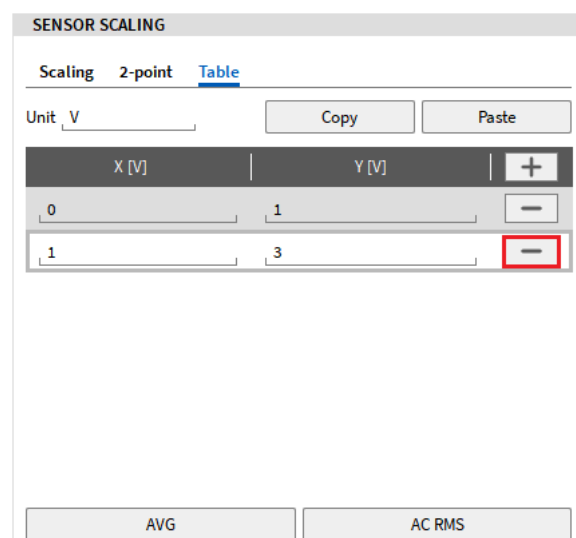 SENSOR SCALING
Scaling 2-point Table
Unit V Copy Paste
X [V] Y [V] +
0 1 −
1 3 −
AVG AC RMS